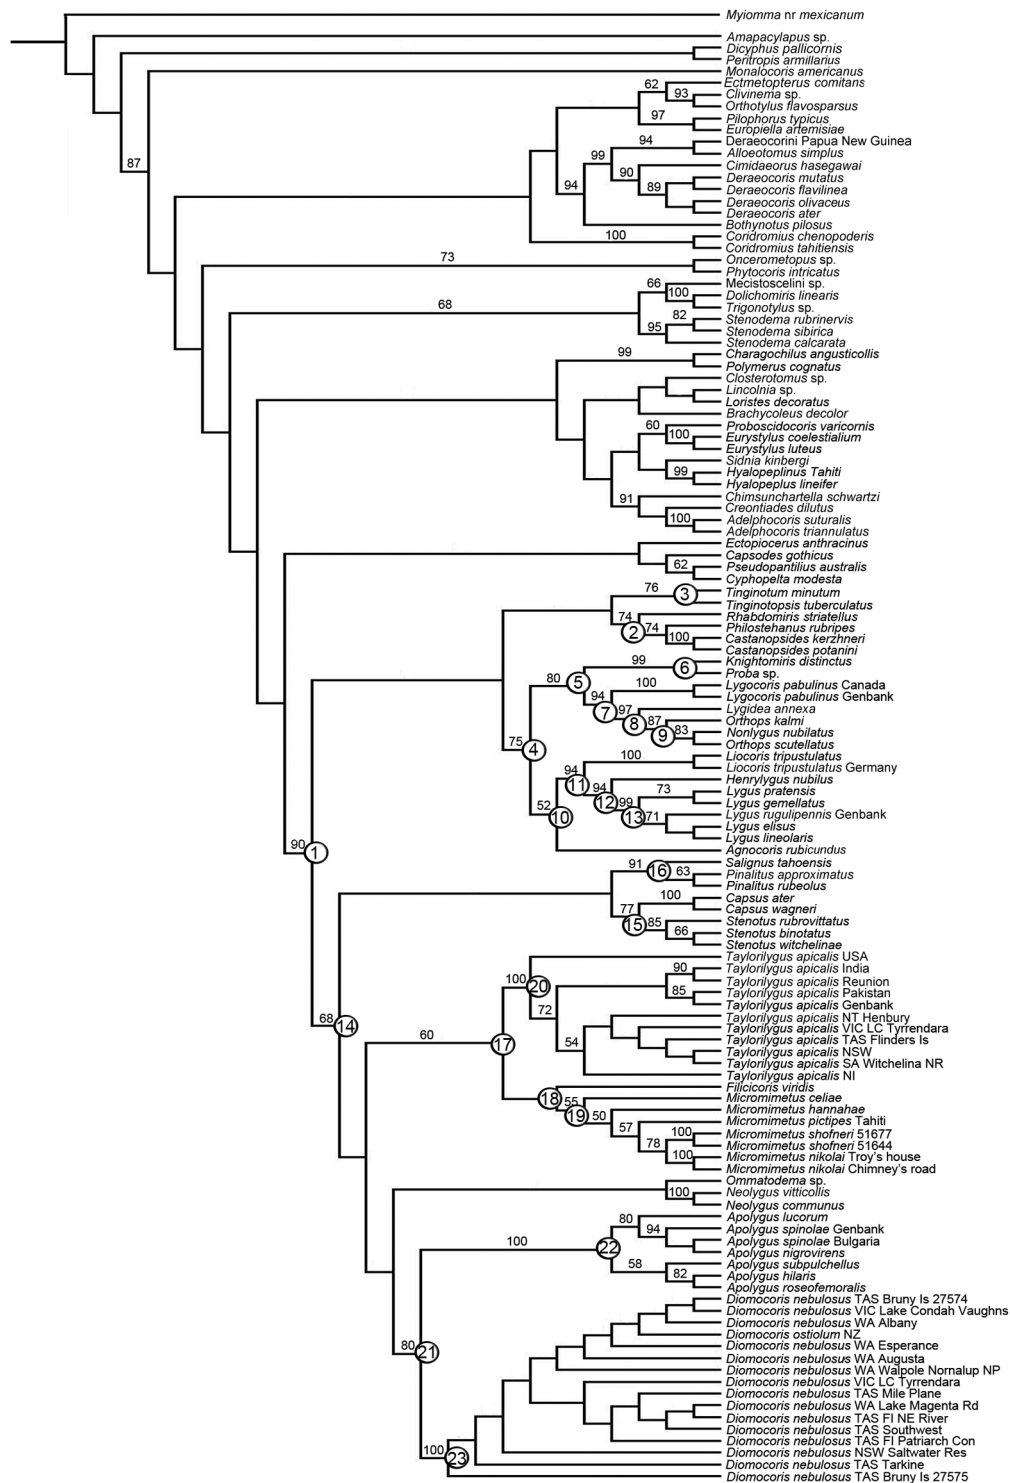 Myiomma nr mexicanum
Amapacylapus sp.
Dicyphus pallicornis
Peritropis armillarius
Monalocoris americanus
Ectmetopterus comitans
62
Clivinema sp.
93
Orthotylus flavosparsus
Pilophorus typicus
97
Europiella artemisiae
Deraeocorini Papua New Guinea
94
Alloeotomus simplus
99
87
Cimidaeorus hasegawai
90
Deraeocoris mutatus
94
89
Deraeocoris flavilinea
Deraeocoris olivaceus
Deraeocoris ater
Bothynotus pilosus
Coridromius chenopoderis
100
Coridromius tahitiensis
73
Oncerometopus sp.
Phytocoris intricatus
66
Mecistoscelini sp.
100
Dolichomiris linearis
68
Trigonotylus sp.
82
Stenodema rubrinervis
95
Stenodema sibirica
Stenodema calcarata
99
Charagochilus angusticollis
Polymerus cognatus
Closterotomus sp.
Lincolnia sp.
Loristes decoratus
Brachycoleus decolor
60
Proboscidocoris varicornis
100
Eurystylus coelestialium
Eurystylus luteus
Sidnia kinbergi
99
Hyalopeplinus Tahiti
Hyalopeplus lineifer
91
Chimsunchartella schwartzi
Creontiades dilutus
100
Adelphocoris suturalis
Adelphocoris triannulatus
Ectopiocerus anthracinus
Capsodes gothicus
62
Pseudopantilius australis
Cyphopelta modesta
76
3
Tinginotum minutum
Tinginotopsis tuberculatus
74
Rhabdomiris striatellus
2
74
Philostehanus rubripes
100
Castanopsides kerzhneri
Castanopsides potanini
99
6
Knightomiris distinctus
Proba sp.
80
5
100
Lygocoris pabulinus Canada
94
Lygocoris pabulinus Genbank
7
97
Lygidea annexa
8
87
Orthops kalmi
9
83
Nonlygus nubilatus
75
4
Orthops scutellatus
100
Liocoris tripustulatus
94
Liocoris tripustulatus Germany
11
94
Henrylygus nubilus
12
99
73
Lygus pratensis
52
Lygus gemellatus
10
13
71
Lygus rugulipennis Genbank
Lygus elisus
Lygus lineolaris
90
1
Agnocoris rubicundus
91
16
Salignus tahoensis
63
Pinalitus approximatus
Pinalitus rubeolus
100
Capsus ater
77
Capsus wagneri
15
85
Stenotus rubrovittatus
66
Stenotus binotatus
Stenotus witchelinae
Taylorilygus apicalis USA
90
Taylorilygus apicalis India
100
20
Taylorilygus apicalis Reunion
85
Taylorilygus apicalis Pakistan
72
Taylorilygus apicalis Genbank
68
14
Taylorilygus apicalis NT Henbury
Taylorilygus apicalis VIC LC Tyrrendara
60
17
54
Taylorilygus apicalis TAS Flinders Is
Taylorilygus apicalis NSW
Taylorilygus apicalis SA Witchelina NR
Taylorilygus apicalis NI
Filicicoris viridis
18
55
Micromimetus celiae
19
50
Micromimetus hannahae
57
Micromimetus pictipes Tahiti
100
Micromimetus shofneri 51677
78
Micromimetus shofneri 51644
100
Micromimetus nikolai Troy's house
Micromimetus nikolai Chimney's road
Ommatodema sp.
100
Neolygus vitticollis
Neolygus communus
80
Apolygus lucorum
94
Apolygus spinolae Genbank
100
22
Apolygus spinolae Bulgaria
Apolygus nigrovirens
58
Apolygus subpulchellus
82
Apolygus hilaris
Apolygus roseofemoralis
Diomocoris nebulosus TAS Bruny Is 27574
Diomocoris nebulosus VIC Lake Condah Vaughns
Diomocoris nebulosus WA Albany
Diomocoris ostiolum NZ
80
21
Diomocoris nebulosus WA Esperance
Diomocoris nebulosus WA Augusta
Diomocoris nebulosus WA Walpole Nornalup NP
Diomocoris nebulosus VIC LC Tyrrendara
Diomocoris nebulosus TAS Mile Plane
Diomocoris nebulosus WA Lake Magenta Rd
Diomocoris nebulosus TAS FI NE River
Diomocoris nebulosus TAS Southwest
Diomocoris nebulosus TAS FI Patriarch Con
100
23
Diomocoris nebulosus NSW Saltwater Res
Diomocoris nebulosus TAS Tarkine
Diomocoris nebulosus TAS Bruny Is 27575